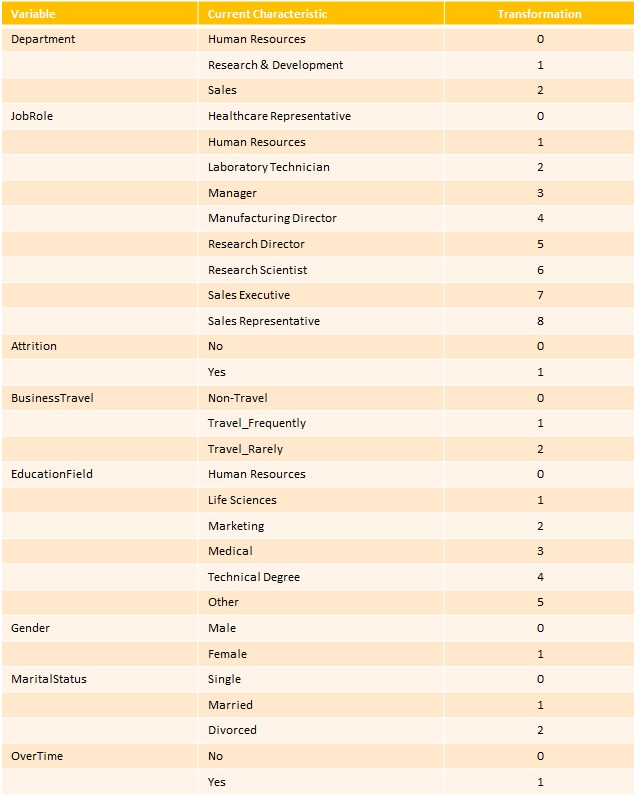 Variable Current Characteristic Transformation
Department Human Resources 0
Research & Development 1
Sales 2
JobRole Healthcare Representative 0
Human Resources 1
Laboratory Technician 2
Manager 3
Manufacturing Director 4
Research Director 5
Research Scientist 6
Sales Executive 7
Sales Representative 8
Attrition No 0
Yes 1
BusinessTravel Non-Travel 0
Travel_Frequently 1
Travel_Rarely 2
EducationField Human Resources 0
Life Sciences 1
Marketing 2
Medical 3
Technical Degree 4
Other 5
Gender Male 0
Female 1
MaritalStatus Single 0
Married 1
Divorced 2
OverTime No 0
Yes 1